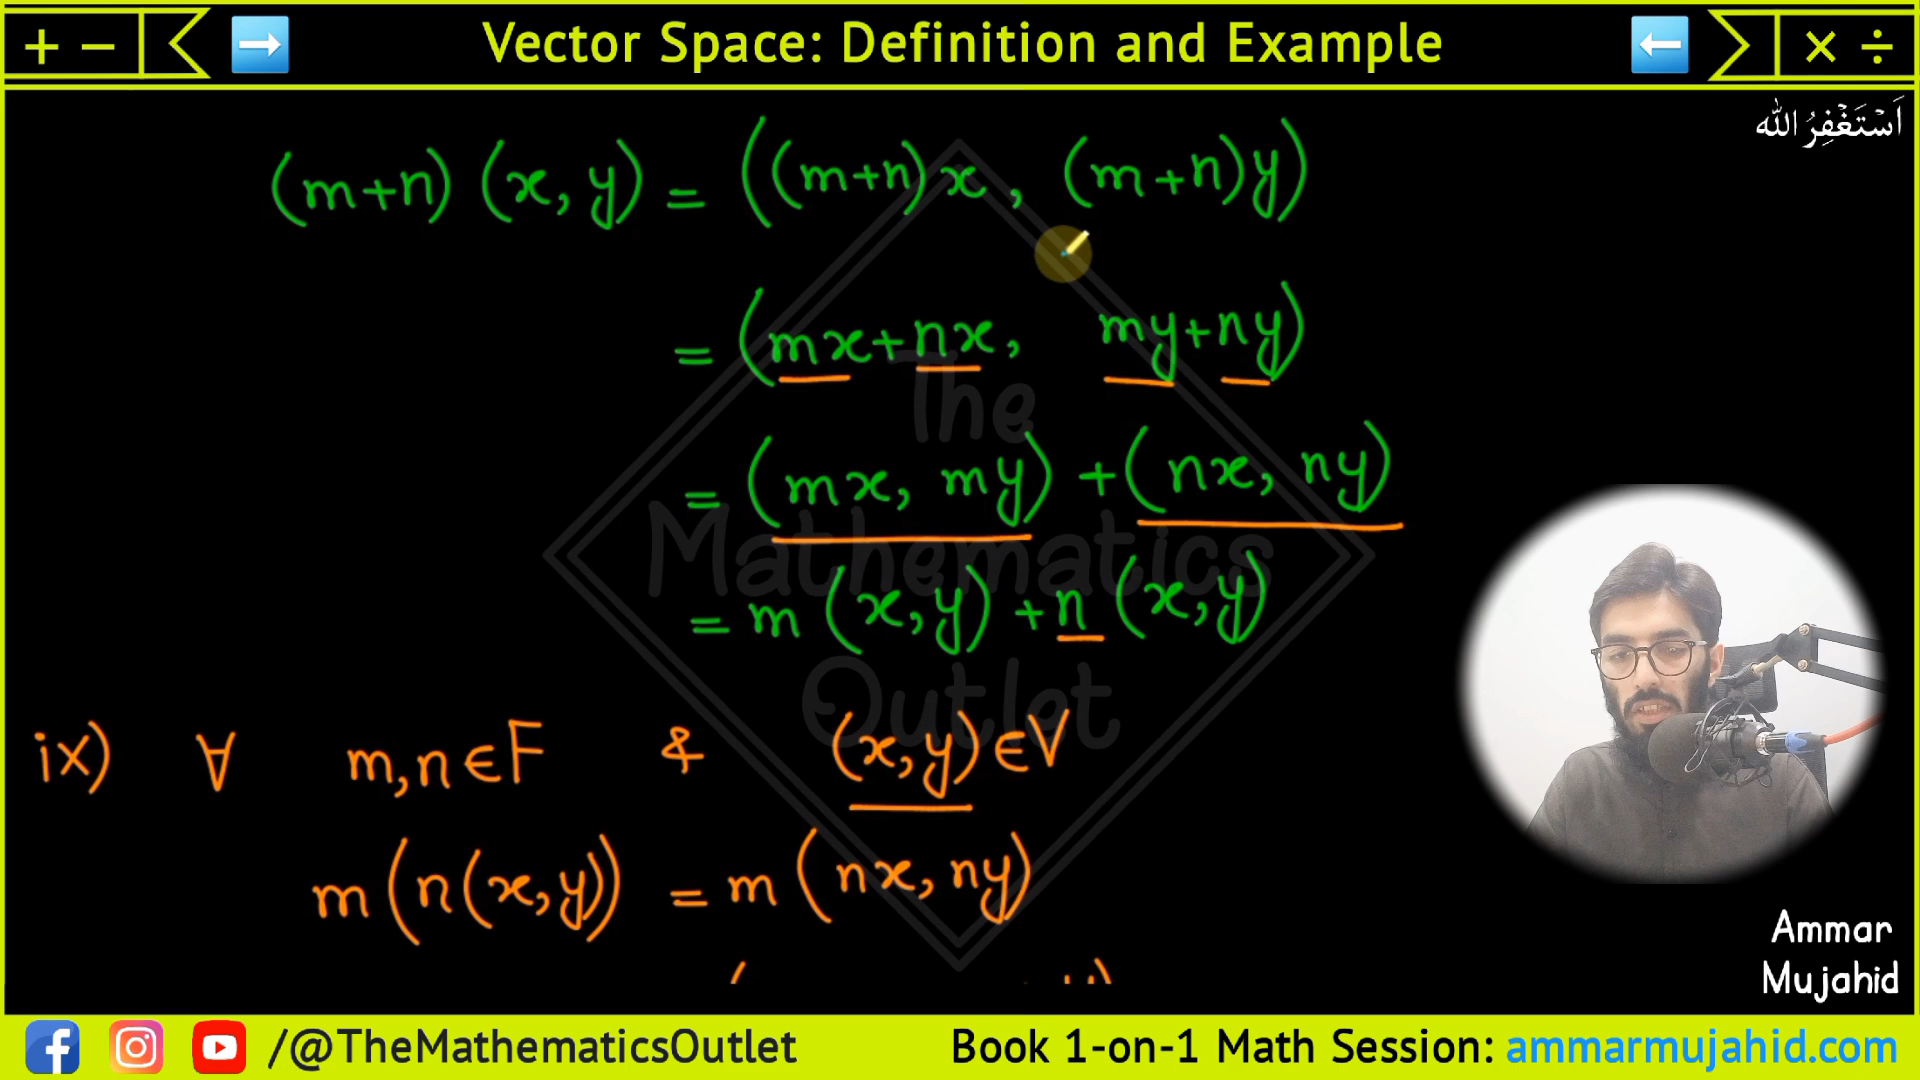 + − Vector Space: Definition and Example × ÷
اَسْتَغْفِرُ اللّٰه
(m+n) (x, y) = ((m+n)x, (m+n)y)
= (mx+nx, my+ny)
= (mx, my) + (nx, ny)
= m (x,y) + n (x,y)
ix) ∀ m,n∈F & (x,y)∈V
m(n(x,y)) = m (nx, ny)
The
Mathematics
Outlet
Ammar
Mujahid
/@TheMathematicsOutlet Book 1-on-1 Math Session: ammarmujahid.com